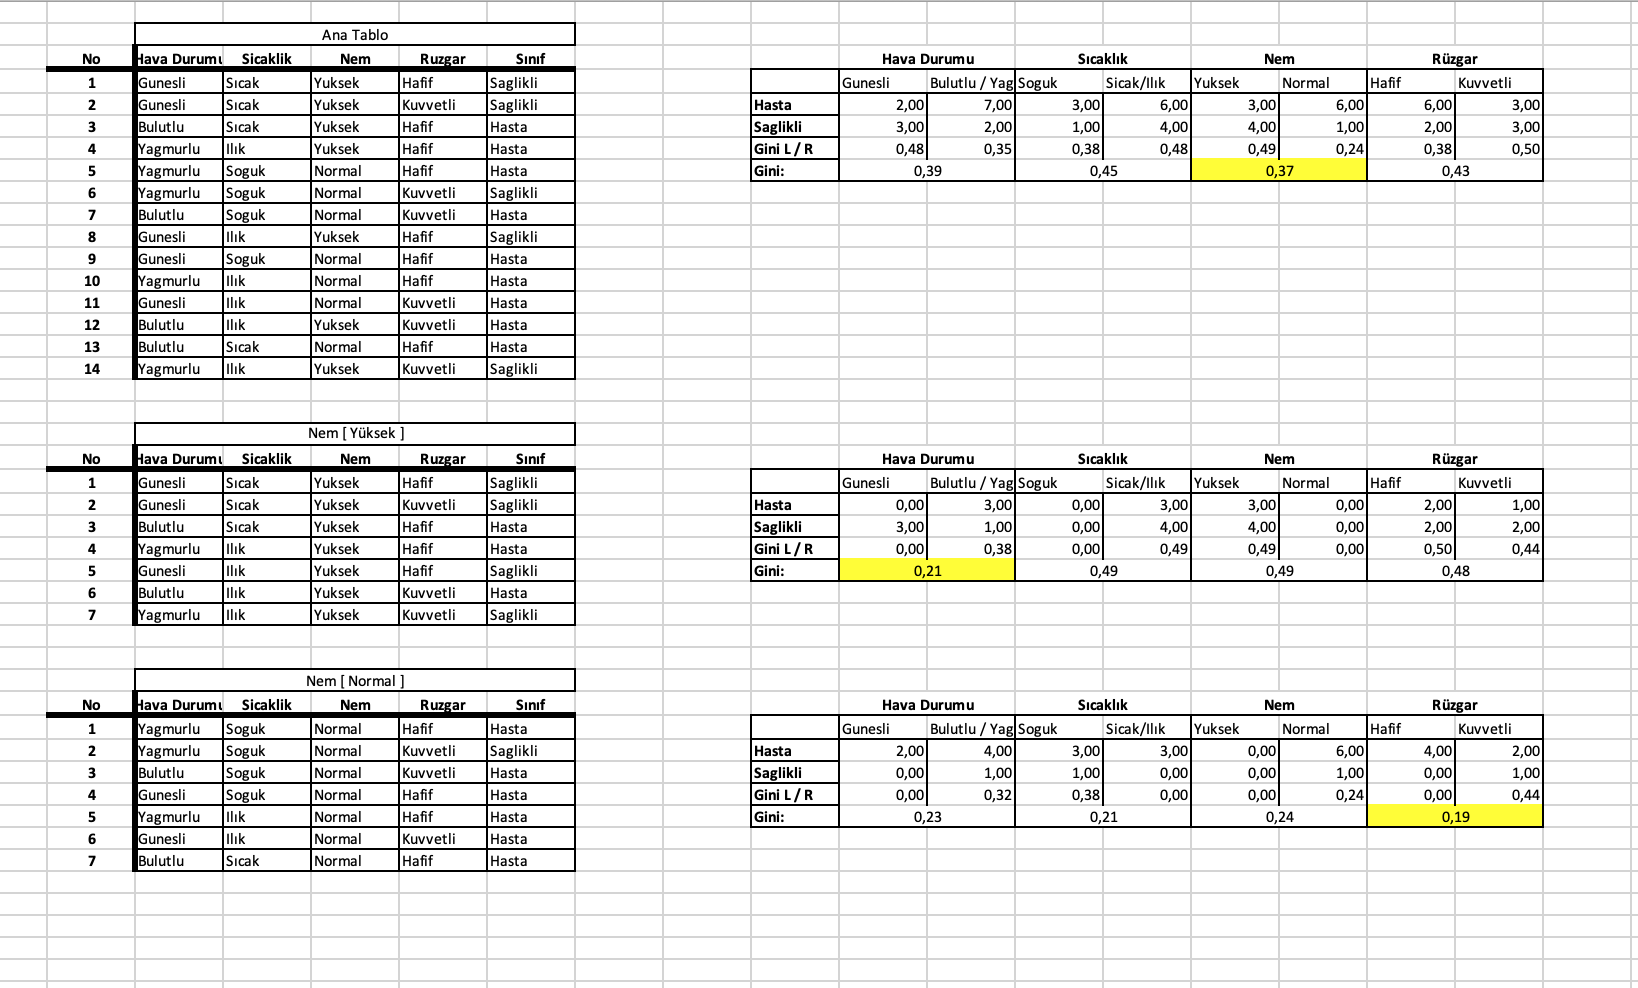 Ana Tablo
No Hava Durumu Sicaklik Nem Ruzgar Sınıf
1 Gunesli Sıcak Yuksek Hafif Saglikli
2 Gunesli Sıcak Yuksek Kuvvetli Saglikli
3 Bulutlu Sıcak Yuksek Hafif Hasta
4 Yagmurlu Ilık Yuksek Hafif Hasta
5 Yagmurlu Soguk Normal Hafif Hasta
6 Yagmurlu Soguk Normal Kuvvetli Saglikli
7 Bulutlu Soguk Normal Kuvvetli Hasta
8 Gunesli Ilık Yuksek Hafif Saglikli
9 Gunesli Soguk Normal Hafif Hasta
10 Yagmurlu Ilık Normal Hafif Hasta
11 Gunesli Ilık Normal Kuvvetli Hasta
12 Bulutlu Ilık Yuksek Kuvvetli Hasta
13 Bulutlu Sıcak Normal Hafif Hasta
14 Yagmurlu Ilık Yuksek Kuvvetli Saglikli
Hava Durumu Sıcaklık Nem Rüzgar
Gunesli Bulutlu / Yag Soguk Sicak/Ilık Yuksek Normal Hafif Kuvvetli
Hasta 2,00 7,00 3,00 6,00 3,00 6,00 6,00 3,00
Saglikli 3,00 2,00 1,00 4,00 4,00 1,00 2,00 3,00
Gini L / R 0,48 0,35 0,38 0,48 0,49 0,24 0,38 0,50
Gini: 0,39 0,45 0,37 0,43
Nem [ Yüksek ]
No Hava Durumu Sicaklik Nem Ruzgar Sınıf
1 Gunesli Sıcak Yuksek Hafif Saglikli
2 Gunesli Sıcak Yuksek Kuvvetli Saglikli
3 Bulutlu Sıcak Yuksek Hafif Hasta
4 Yagmurlu Ilık Yuksek Hafif Hasta
5 Gunesli Ilık Yuksek Hafif Saglikli
6 Bulutlu Ilık Yuksek Kuvvetli Hasta
7 Yagmurlu Ilık Yuksek Kuvvetli Saglikli
Hava Durumu Sıcaklık Nem Rüzgar
Gunesli Bulutlu / Yag Soguk Sicak/Ilık Yuksek Normal Hafif Kuvvetli
Hasta 0,00 3,00 0,00 3,00 3,00 0,00 2,00 1,00
Saglikli 3,00 1,00 0,00 4,00 4,00 0,00 2,00 2,00
Gini L / R 0,00 0,38 0,00 0,49 0,49 0,00 0,50 0,44
Gini: 0,21 0,49 0,49 0,48
Nem [ Normal ]
No Hava Durumu Sicaklik Nem Ruzgar Sınıf
1 Yagmurlu Soguk Normal Hafif Hasta
2 Yagmurlu Soguk Normal Kuvvetli Saglikli
3 Bulutlu Soguk Normal Kuvvetli Hasta
4 Gunesli Soguk Normal Hafif Hasta
5 Yagmurlu Ilık Normal Hafif Hasta
6 Gunesli Ilık Normal Kuvvetli Hasta
7 Bulutlu Sıcak Normal Hafif Hasta
Hava Durumu Sıcaklık Nem Rüzgar
Gunesli Bulutlu / Yag Soguk Sicak/Ilık Yuksek Normal Hafif Kuvvetli
Hasta 2,00 4,00 3,00 3,00 0,00 6,00 4,00 2,00
Saglikli 0,00 1,00 1,00 0,00 0,00 1,00 0,00 1,00
Gini L / R 0,00 0,32 0,38 0,00 0,00 0,24 0,00 0,44
Gini: 0,23 0,21 0,24 0,19